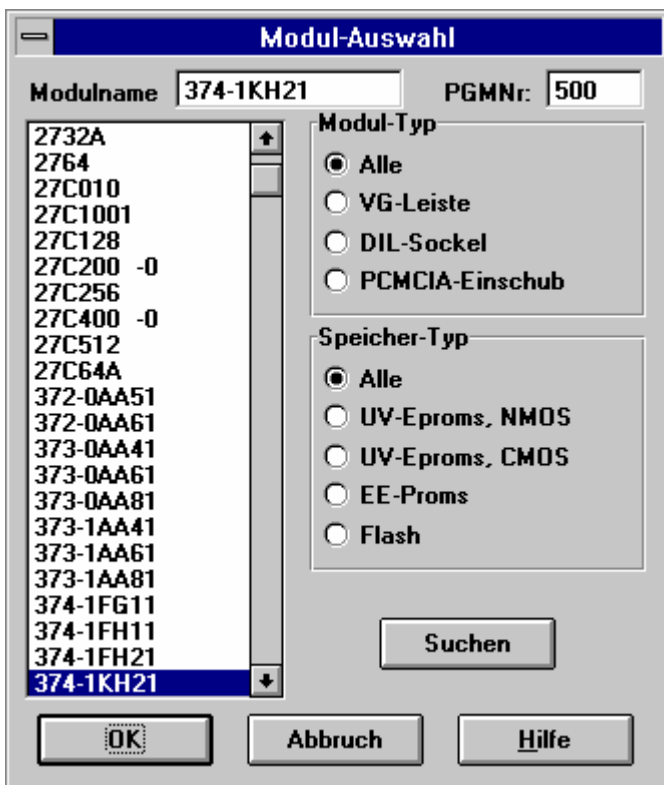 Modul-Auswahl
Modulname 374-1KH21 PGMNr: 500
2732A
2764
27C010
27C1001
27C128
27C200 -0
27C256
27C400 -0
27C512
27C64A
372-0AA51
372-0AA61
373-0AA41
373-0AA61
373-0AA81
373-1AA41
373-1AA61
373-1AA81
374-1FG11
374-1FH11
374-1FH21
374-1KH21
Modul-Typ
Alle
VG-Leiste
DIL-Sockel
PCMCIA-Einschub
Speicher-Typ
Alle
UV-Eproms, NMOS
UV-Eproms, CMOS
EE-Proms
Flash
Suchen
OK Abbruch Hilfe